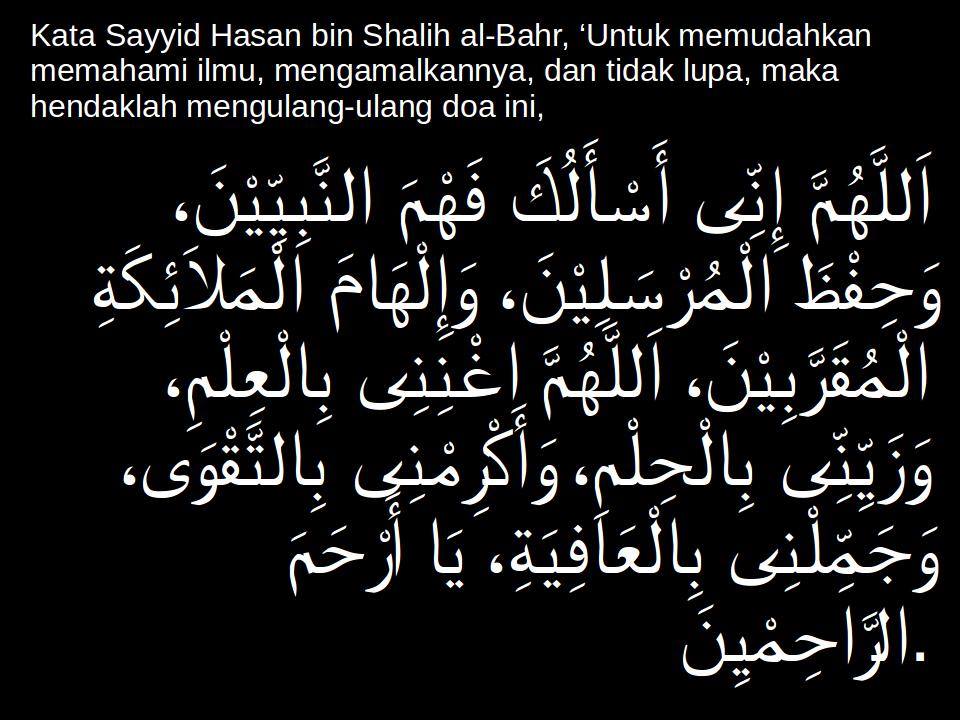 Kata Sayyid Hasan bin Shalih al-Bahr, ‘Untuk memudahkan
memahami ilmu, mengamalkannya, dan tidak lupa, maka
hendaklah mengulang-ulang doa ini,
اَللَّهُمَّ إِنِّى أَسْأَلُكَ فَهْمَ النَّبِيِّيْنَ،
وَحِفْظَ الْمُرْسَلِيْنَ، وَإِلْهَامَ الْمَلاَئِكَةِ
الْمُقَرَّبِيْنَ، اَللَّهُمَّ اغْنِنِى بِالْعِلْمِ،
وَزَيِّنِّى بِالْحِلْمِ، وَأَكْرِمْنِى بِالتَّقْوَى،
وَجَمِّلْنِى بِالْعَافِيَةِ، يَا أَرْحَمَ
الرَّاحِمْيِنَ.